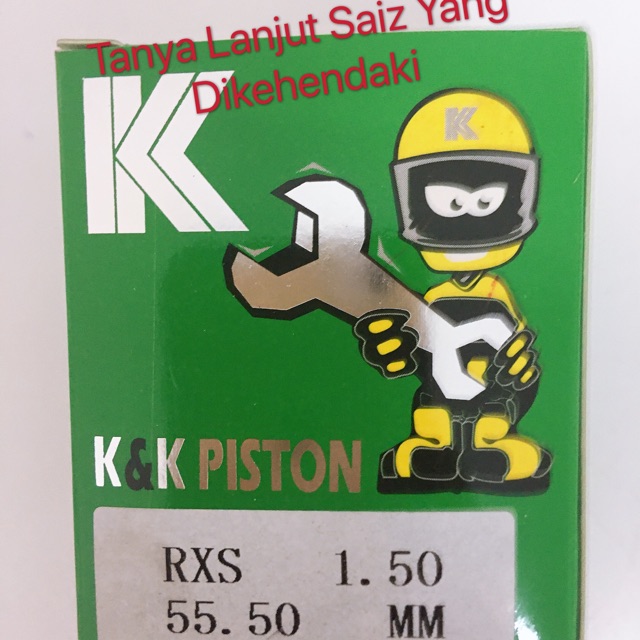 Tanya Lanjut Saiz Yang
Dikehendaki
K
K
K&K PISTON
RXS 1.50
55.50 MM